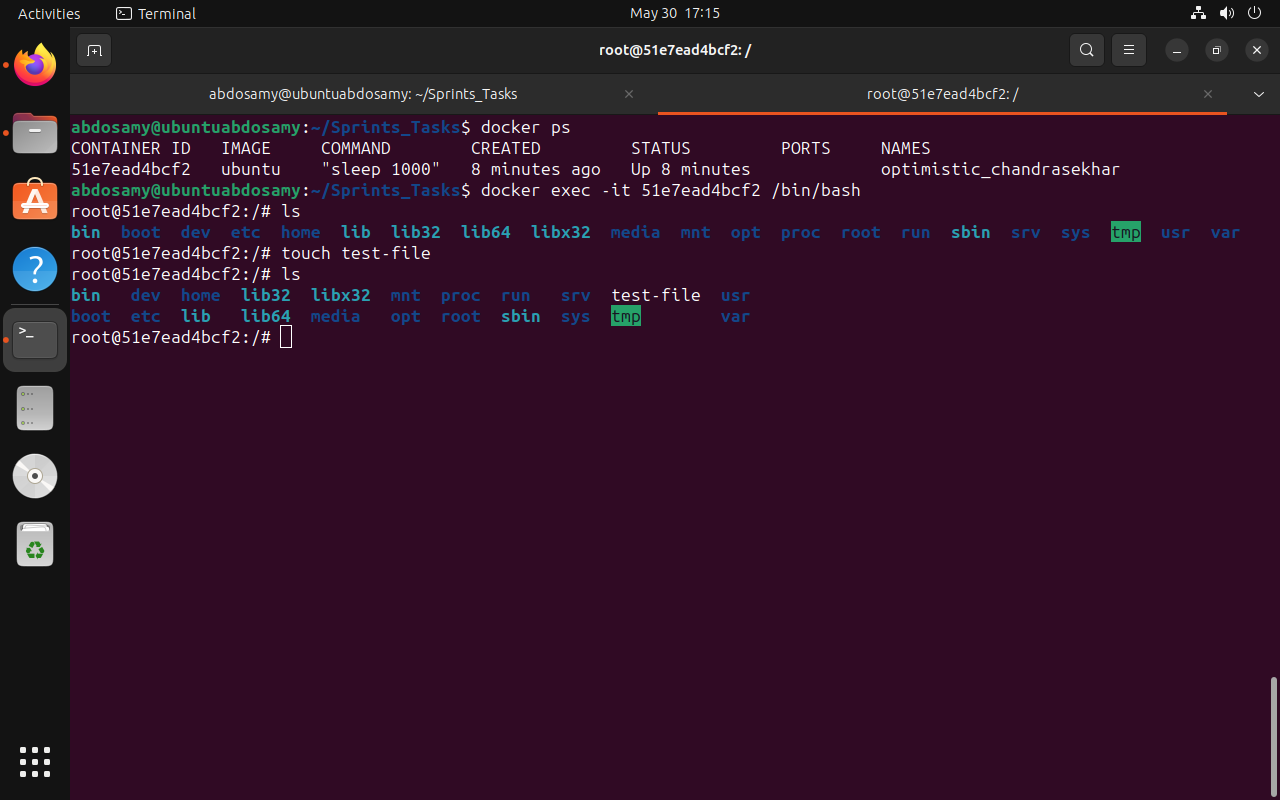 Activities Terminal May 30 17:15
root@51e7ead4bcf2: /
abdosamy@ubuntuabdosamy: ~/Sprints_Tasks root@51e7ead4bcf2: /
abdosamy@ubuntuabdosamy:~/Sprints_Tasks$ docker ps
CONTAINER ID IMAGE COMMAND CREATED STATUS PORTS NAMES
51e7ead4bcf2 ubuntu "sleep 1000" 8 minutes ago Up 8 minutes optimistic_chandrasekhar
abdosamy@ubuntuabdosamy:~/Sprints_Tasks$ docker exec -it 51e7ead4bcf2 /bin/bash
root@51e7ead4bcf2:/# ls
bin boot dev etc home lib lib32 lib64 libx32 media mnt opt proc root run sbin srv sys tmp usr var
root@51e7ead4bcf2:/# touch test-file
root@51e7ead4bcf2:/# ls
bin dev home lib32 libx32 mnt proc run srv test-file usr
boot etc lib lib64 media opt root sbin sys tmp var
root@51e7ead4bcf2:/#